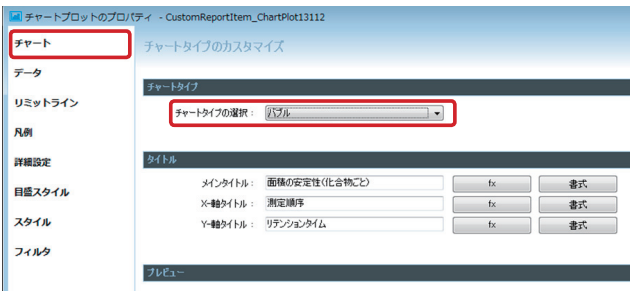 チャートプロットのプロパティ - CustomReportItem_ChartPlot13112
チャート
データ
リミットライン
凡例
詳細設定
目盛スタイル
スタイル
フィルタ
チャートタイプのカスタマイズ
チャートタイプ
チャートタイプの選択： バブル
タイトル
メインタイトル： 面積の安定性(化合物ごと) fx 書式
X-軸タイトル： 測定順序 fx 書式
Y-軸タイトル： リテンションタイム fx 書式
プレビュー